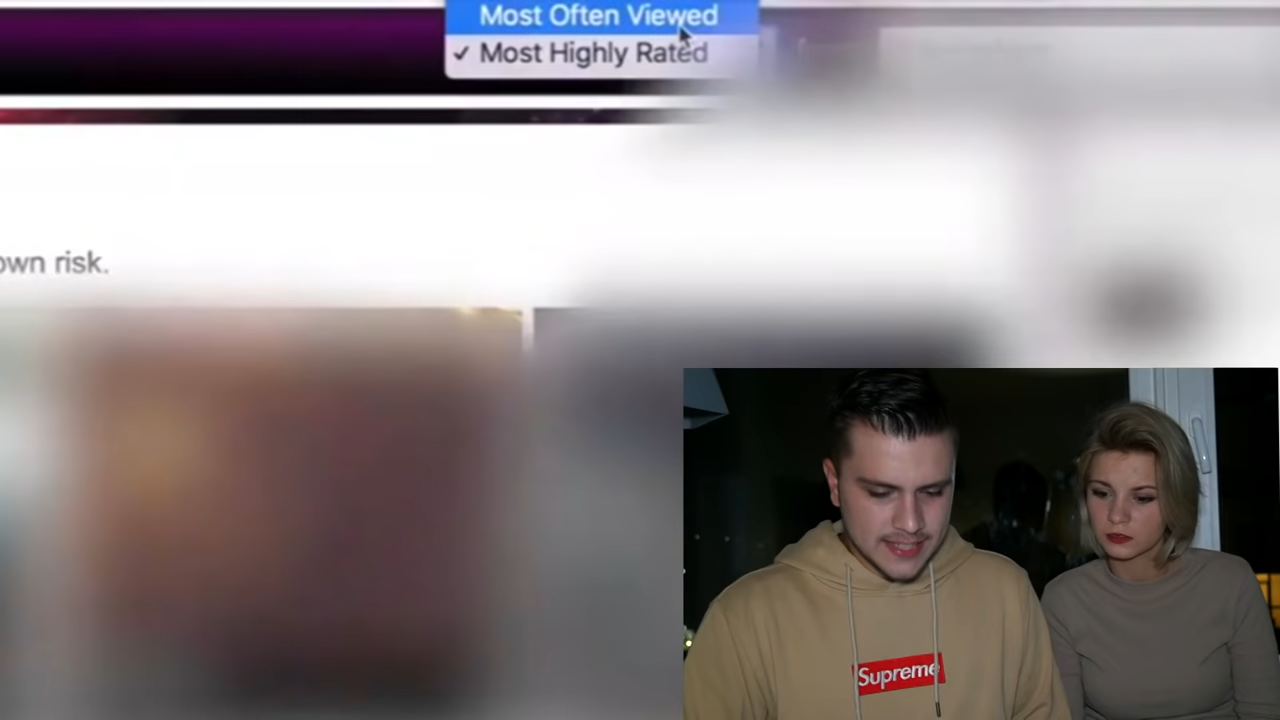 Most Often Viewed
✓ Most Highly Rated
own risk.
Supreme